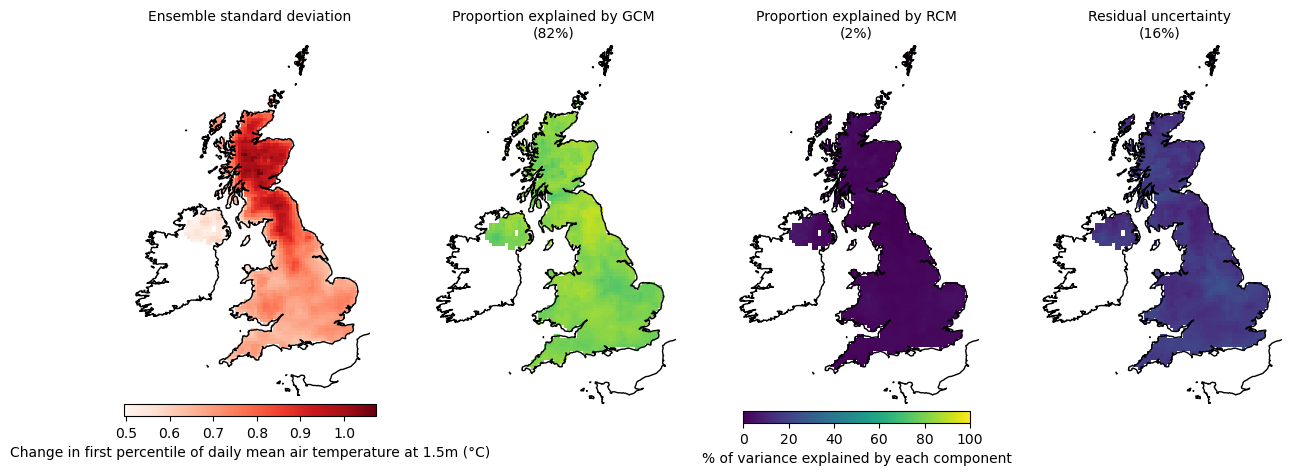 Ensemble standard deviation
Proportion explained by GCM
(82%)
Proportion explained by RCM
(2%)
Residual uncertainty
(16%)
0.5 0.6 0.7 0.8 0.9 1.0
Change in first percentile of daily mean air temperature at 1.5m (°C)
0 20 40 60 80 100
% of variance explained by each component